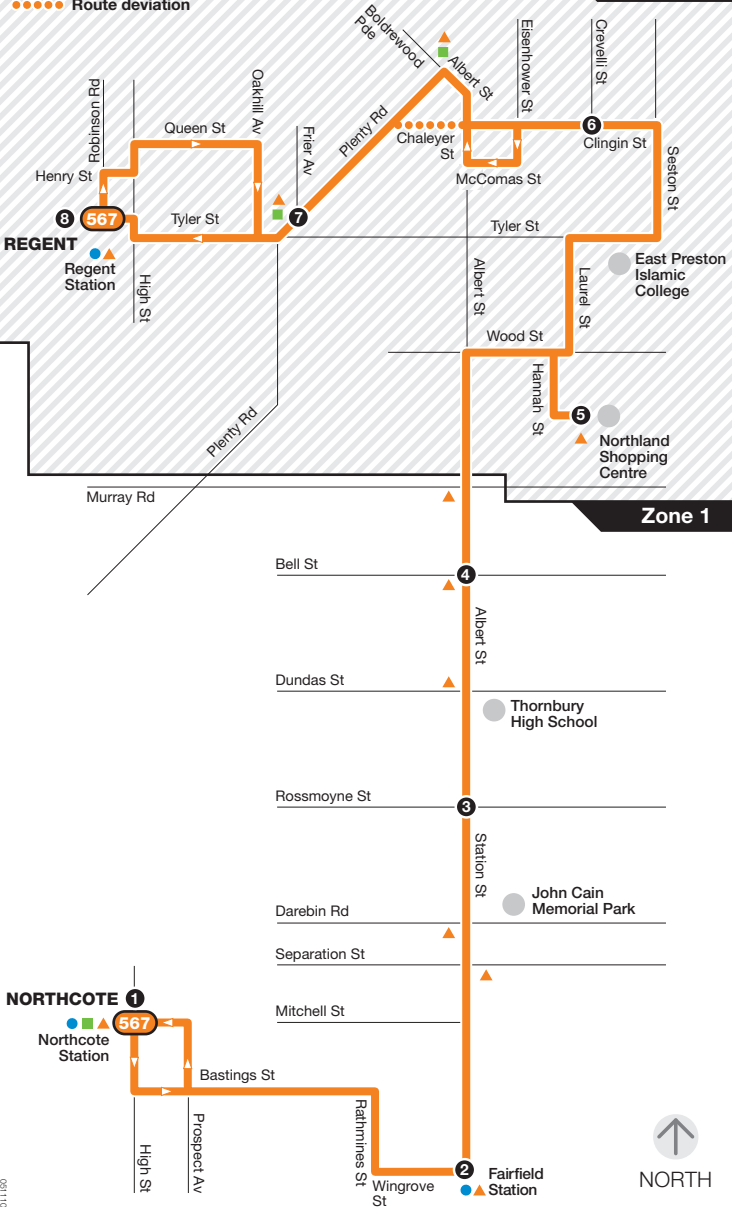 Route deviation
Boldrewood
Pde
Albert St
Eisenhower St
Crevelli St
Robinson Rd
Oakhill Av
Queen St
Frier Av
Plenty Rd
Chaleyer
St
6
Clingin St
Henry St
McComas St
Seston St
8
567
Tyler St
7
REGENT
Tyler St
Regent
Station
High St
Albert St
Laurel St
East Preston
Islamic
College
Wood St
Hannah St
5
Plenty Rd
Northland
Shopping
Centre
Murray Rd
Zone 1
Bell St
4
Albert St
Dundas St
Thornbury
High School
Rossmoyne St
3
Station St
John Cain
Memorial Park
Darebin Rd
Separation St
NORTHCOTE
1
567
Mitchell St
Northcote
Station
Bastings St
High St
Prospect Av
Rathmines St
Wingrove
St
2
Fairfield
Station
NORTH